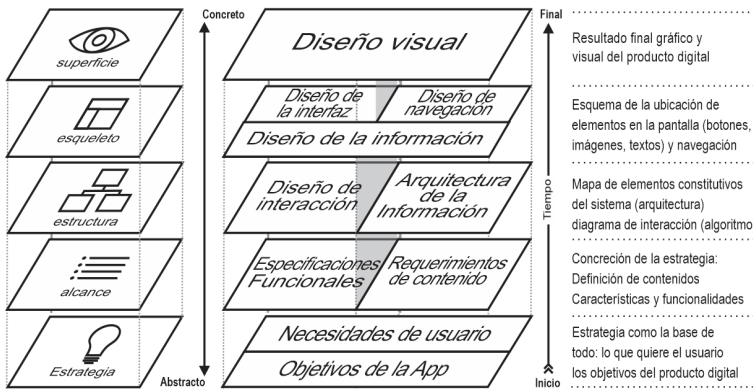 Concreto
Final
superficie
Diseño visual
Resultado final gráfico y
visual del producto digital
esqueleto
Diseño de
la interfaz
Diseño de
navegación
Diseño de la información
Esquema de la ubicación de
elementos en la pantalla (botones,
imágenes, textos) y navegación
estructura
Diseño de
interacción
Arquitectura
de la
Información
Tiempo
Mapa de elementos constitutivos
del sistema (arquitectura)
diagrama de interacción (algoritmo
alcance
Especificaciones
Funcionales
Requerimientos
de contenido
Concreción de la estrategia:
Definición de contenidos
Características y funcionalidades
Estrategia
Necesidades de usuario
Objetivos de la App
Estrategia como la base de
todo: lo que quiere el usuario
los objetivos del producto digital
Abstracto
Inicio